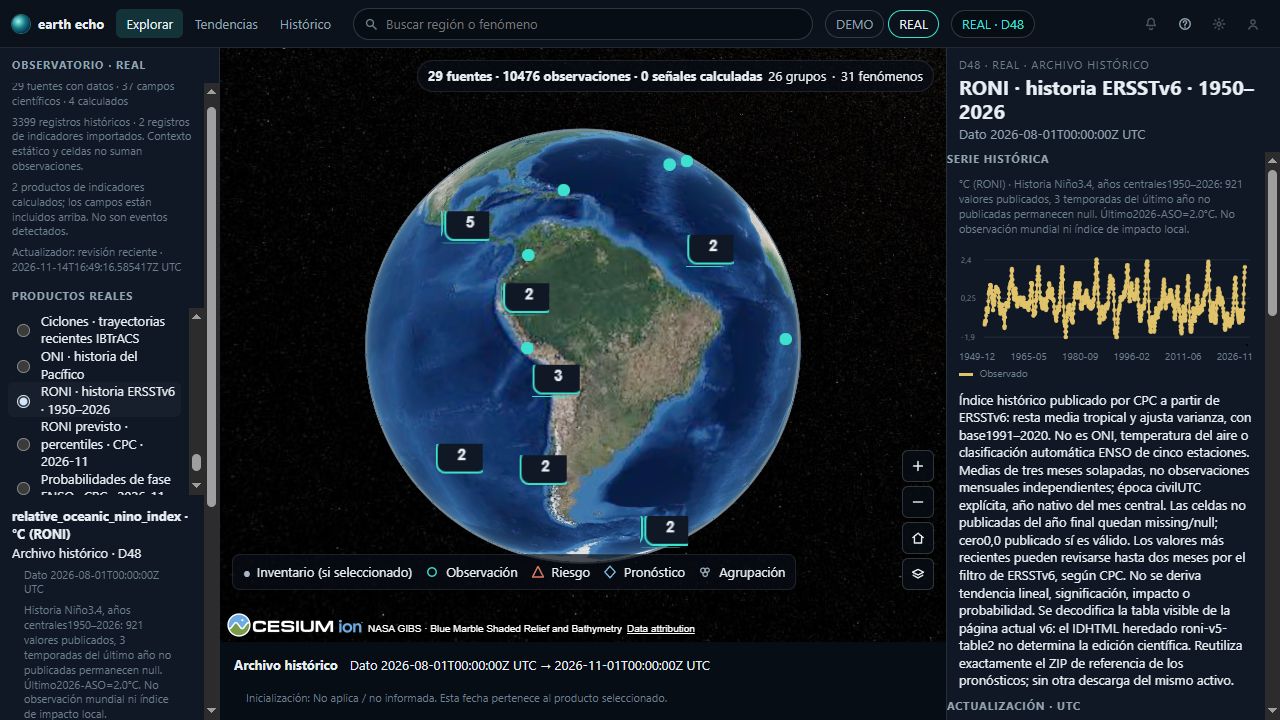 earth echo
Explorar
Tendencias
Histórico
Buscar región o fenómeno
DEMO
REAL
REAL · D48
OBSERVATORIO · REAL
29 fuentes con datos · 37 campos
científicos · 4 calculados
3399 registros históricos · 2 registros
de indicadores importados. Contexto
estático y celdas no suman
observaciones.
2 productos de indicadores
calculados; los campos están
incluidos arriba. No son eventos
detectados.
Actualizador: revisión reciente ·
2026-11-14T16:49:16.585417Z UTC
PRODUCTOS REALES
Ciclones · trayectorias
recientes IBTrACS
ONI · historia del
Pacífico
RONI · historia ERSSTv6
· 1950–2026
RONI previsto ·
percentiles · CPC ·
2026-11
Probabilidades de fase
ENSO · CPC · 2026-11
relative_oceanic_nino_index ·
°C (RONI)
Archivo histórico · D48
Dato 2026-08-01T00:00:00Z
UTC
Historia Niño3.4, años
centrales1950–2026: 921
valores publicados, 3
temporadas del último año no
publicadas permanecen null.
Último2026-ASO=2.0°C. No
observación mundial ni índice
de impacto local.
29 fuentes · 10476 observaciones · 0 señales calculadas 26 grupos · 31 fenómenos
5
2
2
3
2
2
2
Inventario (si seleccionado)
Observación
Riesgo
Pronóstico
Agrupación
CESIUM ion NASA GIBS · Blue Marble Shaded Relief and Bathymetry Data attribution
Archivo histórico Dato 2026-08-01T00:00:00Z UTC → 2026-11-01T00:00:00Z UTC
Inicialización: No aplica / no informada. Esta fecha pertenece al producto seleccionado.
D48 · REAL · ARCHIVO HISTÓRICO
RONI · historia ERSSTv6 · 1950–
2026
Dato 2026-08-01T00:00:00Z UTC
SERIE HISTÓRICA
°C (RONI) · Historia Niño3.4, años centrales1950–2026: 921
valores publicados, 3 temporadas del último año no
publicadas permanecen null. Último2026-ASO=2.0°C. No
observación mundial ni índice de impacto local.
2,4
0,25
-1,9
1949-12 1965-05 1980-09 1996-02 2011-06 2026-11
Observado
Índice histórico publicado por CPC a partir de
ERSSTv6: resta media tropical y ajusta varianza, con
base1991–2020. No es ONI, temperatura del aire o
clasificación automática ENSO de cinco estaciones.
Medias de tres meses solapadas, no observaciones
mensuales independientes; época civilUTC
explícita, año nativo del mes central. Las celdas no
publicadas del año final quedan missing/null;
cero0,0 publicado sí es válido. Los valores más
recientes pueden revisarse hasta dos meses por el
filtro de ERSSTv6, según CPC. No se deriva
tendencia lineal, significación, impacto o
probabilidad. Se decodifica la tabla visible de la
página actual v6: el IDHTML heredado roni-v5-
table2 no determina la edición científica. Reutiliza
exactamente el ZIP de referencia de los
pronósticos; sin otra descarga del mismo activo.
ACTUALIZACIÓN · UTC